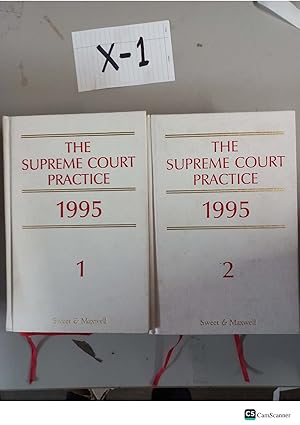 X-1
THE
SUPREME COURT
PRACTICE
1995
1
Sweet & Maxwell
THE
SUPREME COURT
PRACTICE
1995
2
Sweet & Maxwell
CS CamScanner